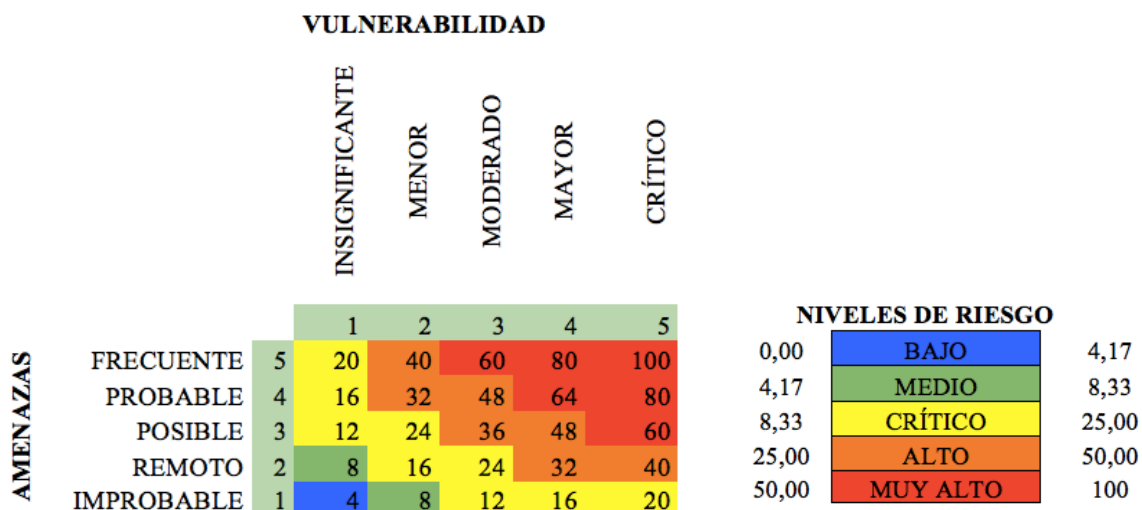 VULNERABILIDAD
INSIGNIFICANTE
MENOR
MODERADO
MAYOR
CRÍTICO
1 2 3 4 5
AMENAZAS
FRECUENTE 5 20 40 60 80 100
PROBABLE 4 16 32 48 64 80
POSIBLE 3 12 24 36 48 60
REMOTO 2 8 16 24 32 40
IMPROBABLE 1 4 8 12 16 20
NIVELES DE RIESGO
0,00 BAJO 4,17
4,17 MEDIO 8,33
8,33 CRÍTICO 25,00
25,00 ALTO 50,00
50,00 MUY ALTO 100